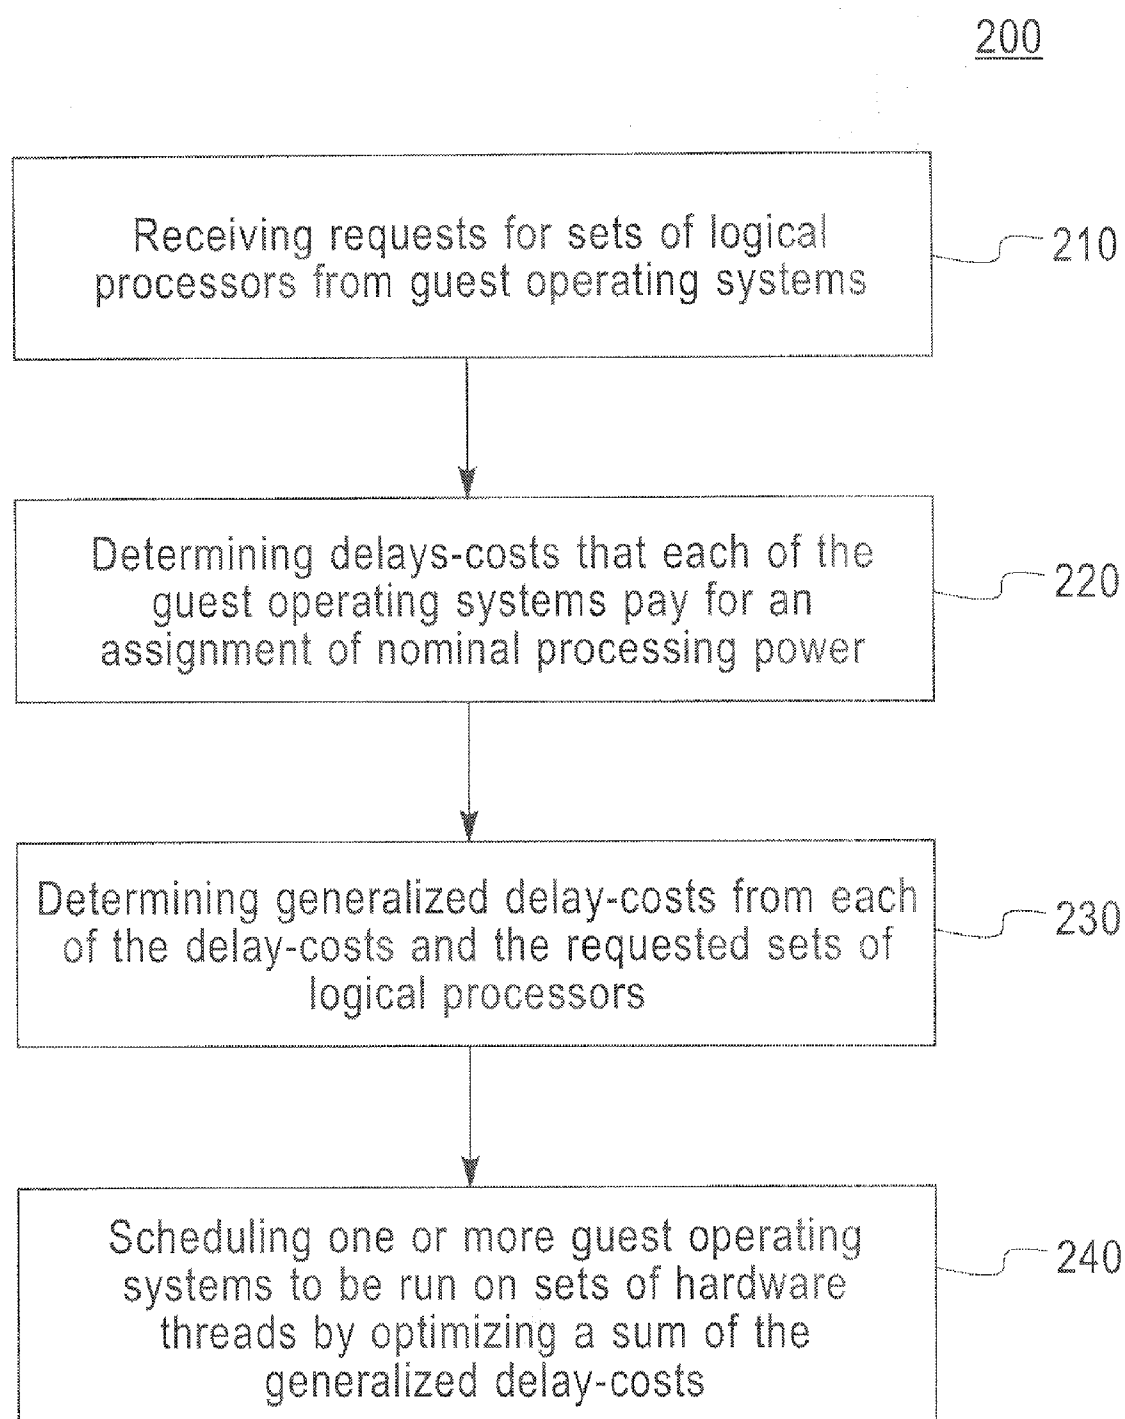 200
Receiving requests for sets of logical
processors from guest operating systems
210
Determining delays-costs that each of the
guest operating systems pay for an
assignment of nominal processing power
220
Determining generalized delay-costs from each
of the delay-costs and the requested sets of
logical processors
230
Scheduling one or more guest operating
systems to be run on sets of hardware
threads by optimizing a sum of the
generalized delay-costs
240